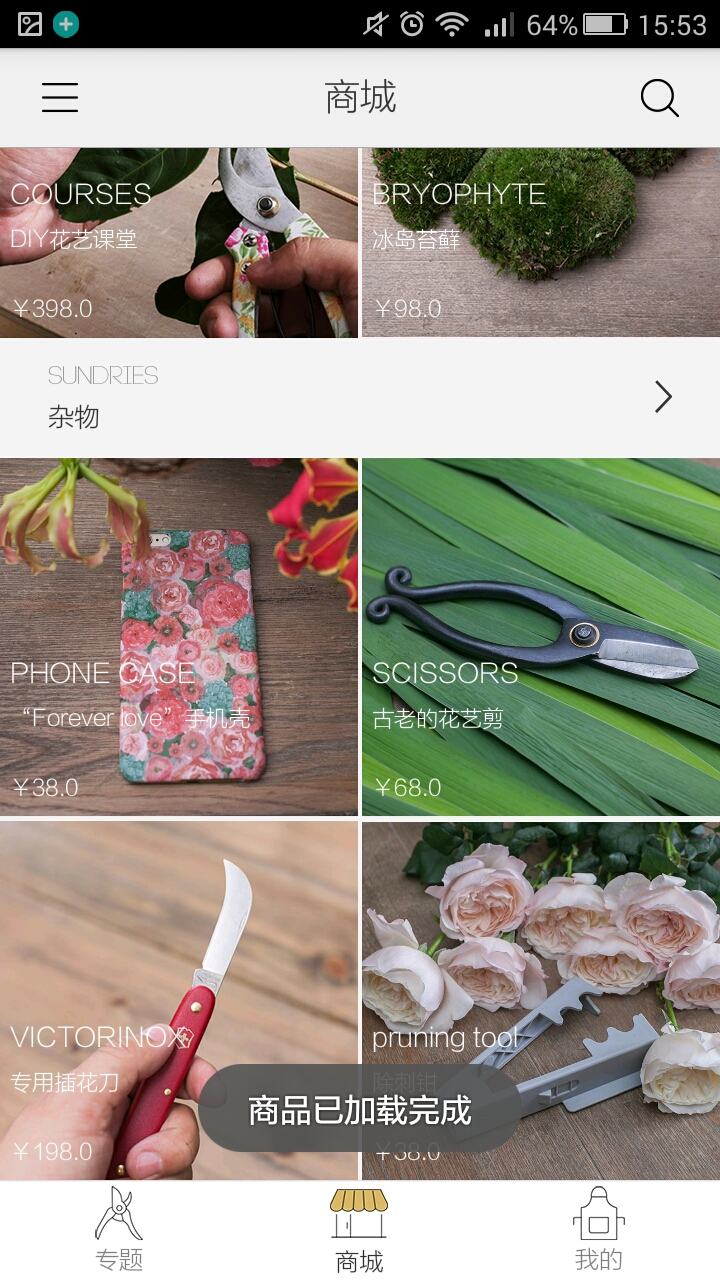 64% 15:53
商城
COURSES
DIY花艺课堂
￥398.0
BRYOPHYTE
冰岛苔藓
￥98.0
SUNDRIES
杂物
PHONE CASE
“Forever love”手机壳
￥38.0
SCISSORS
古老的花艺剪
￥68.0
VICTORINOX
专用插花刀
￥198.0
pruning tool
除刺钳
￥38.0
商品已加载完成
专题
商城
我的